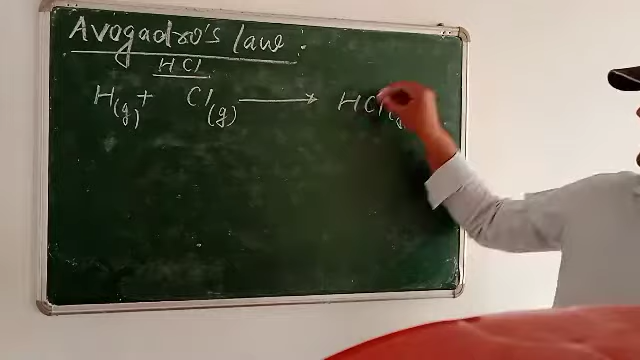 Avogadro's law.
HCl
H(g) + Cl(g) ⟶ HCl(g